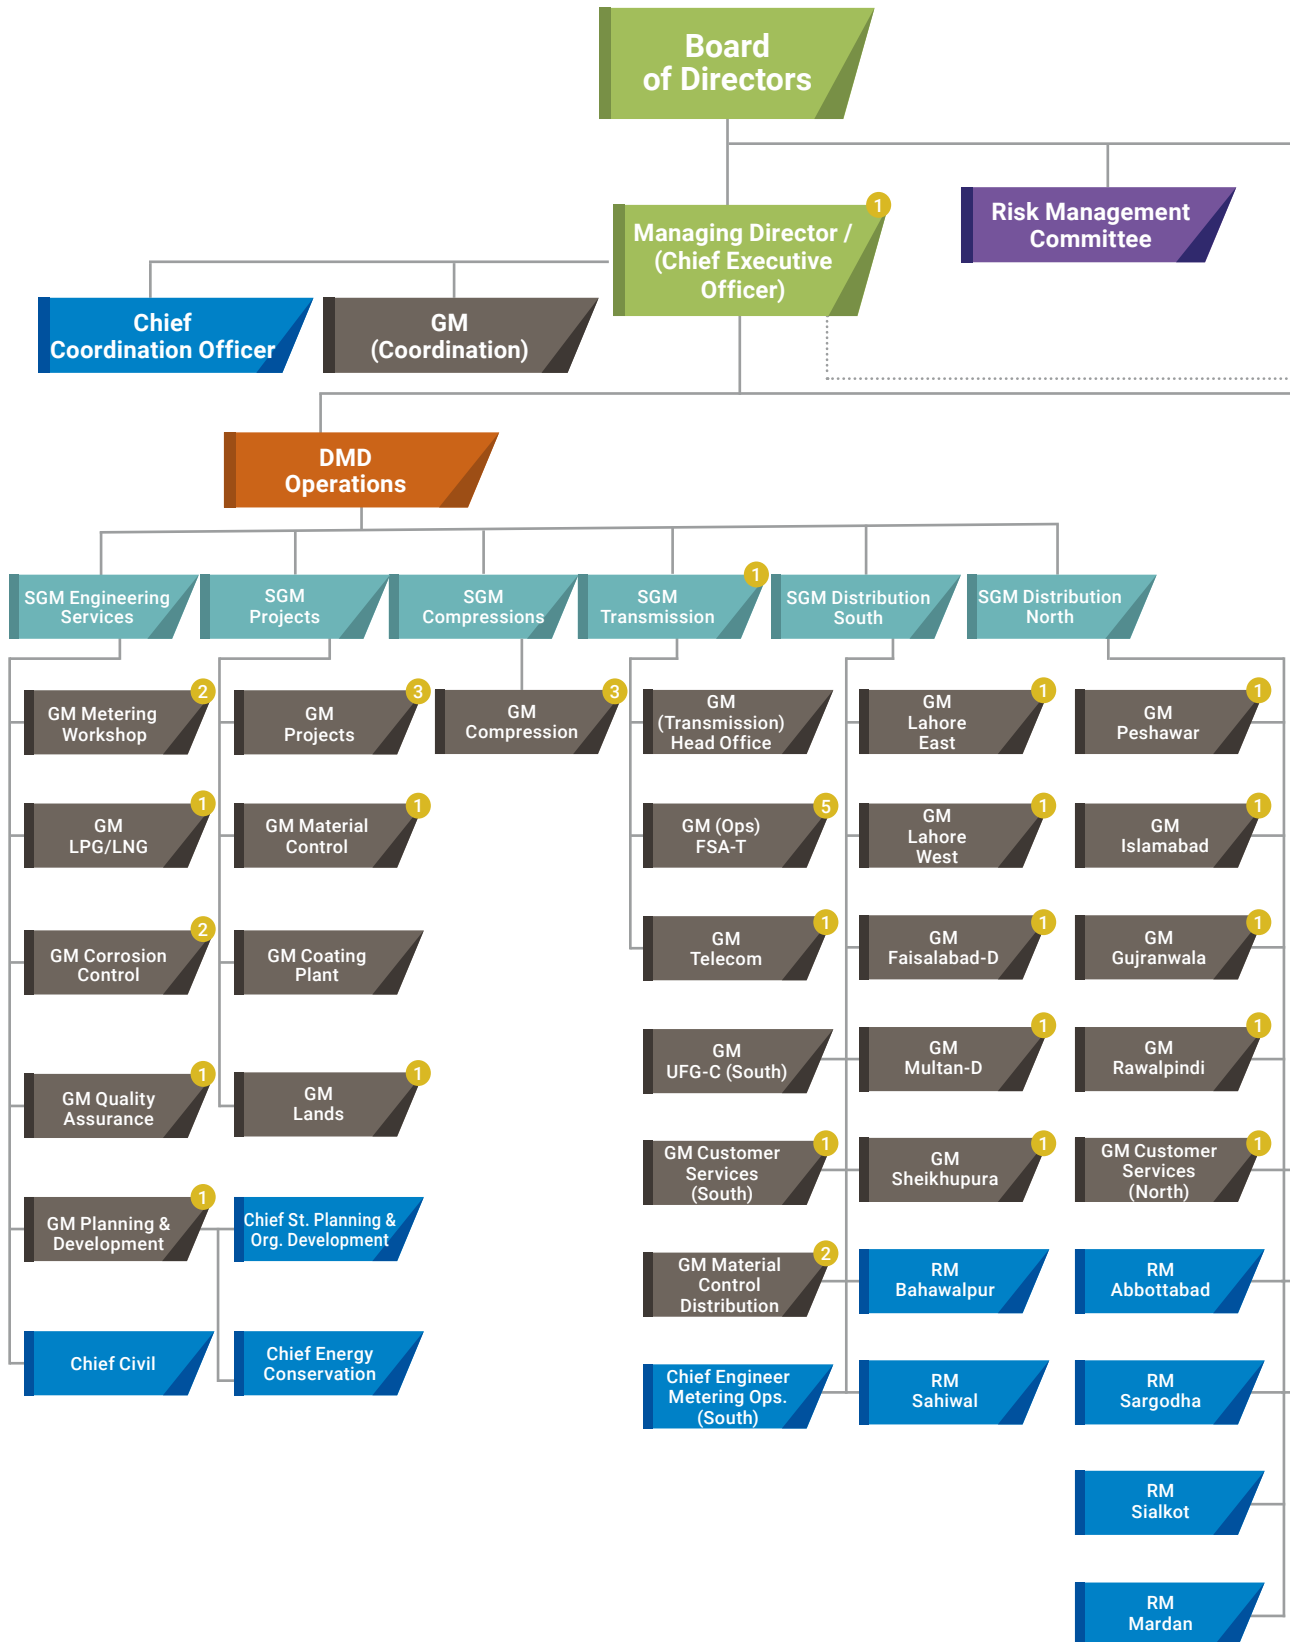 Board
of Directors
1
Managing Director /
(Chief Executive
Officer)
Risk Management
Committee
Chief
Coordination Officer
GM
(Coordination)
DMD
Operations
SGM Engineering
Services
SGM
Projects
SGM
Compressions
1
SGM
Transmission
SGM Distribution
South
SGM Distribution
North
2
GM Metering
Workshop
3
GM
Projects
3
GM
Compression
GM
(Transmission)
Head Office
1
GM
Lahore
East
1
GM
Peshawar
1
GM
LPG/LNG
1
GM Material
Control
5
GM (Ops)
FSA-T
1
GM
Lahore
West
1
GM
Islamabad
2
GM Corrosion
Control
GM Coating
Plant
1
GM
Telecom
1
GM
Faisalabad-D
1
GM
Gujranwala
GM
UFG-C (South)
1
GM
Multan-D
1
GM
Rawalpindi
1
GM Quality
Assurance
1
GM
Lands
1
GM Customer
Services
(South)
1
GM
Sheikhupura
1
GM Customer
Services
(North)
1
GM Planning &
Development
Chief St. Planning &
Org. Development
2
GM Material
Control
Distribution
RM
Bahawalpur
RM
Abbottabad
Chief Civil
Chief Energy
Conservation
Chief Engineer
Metering Ops.
(South)
RM
Sahiwal
RM
Sargodha
RM
Sialkot
RM
Mardan